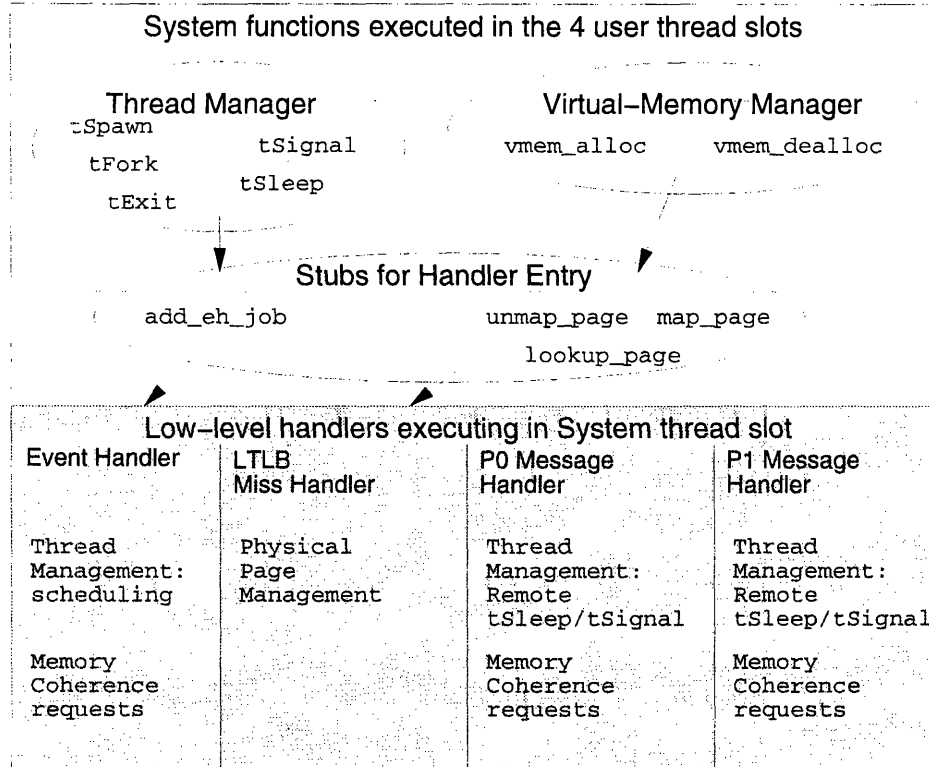 System functions executed in the 4 user thread slots
Thread Manager
Virtual–Memory Manager
tSpawn
tSignal
vmem_alloc
vmem_dealloc
tFork
tSleep
tExit
Stubs for Handler Entry
add_eh_job
unmap_page
map_page
lookup_page
Low–level handlers executing in System thread slot
Event Handler
Thread
Management:
scheduling
Memory
Coherence
requests
LTLB
Miss Handler
Physical
Page
Management
P0 Message
Handler
Thread
Management:
Remote
tSleep/tSignal
Memory
Coherence
requests
P1 Message
Handler
Thread
Management:
Remote
tSleep/tSignal
Memory
Coherence
requests